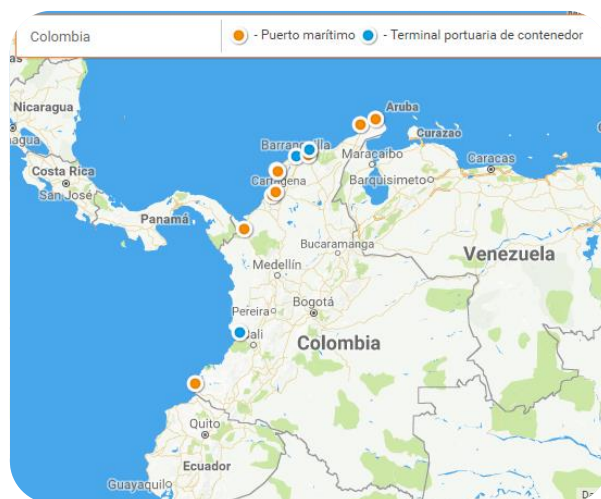 Colombia
- Puerto marítimo
- Terminal portuaria de contenedor
Nicaragua
Aruba
Curazao
Barranquilla
Maracaibo
Caracas
Costa Rica
Cartagena
Barquisimeto
San José
Panamá
Bucaramanga
Venezuela
Medellín
Pereira
Bogotá
Cali
Colombia
Quito
Ecuador
Guayaquil